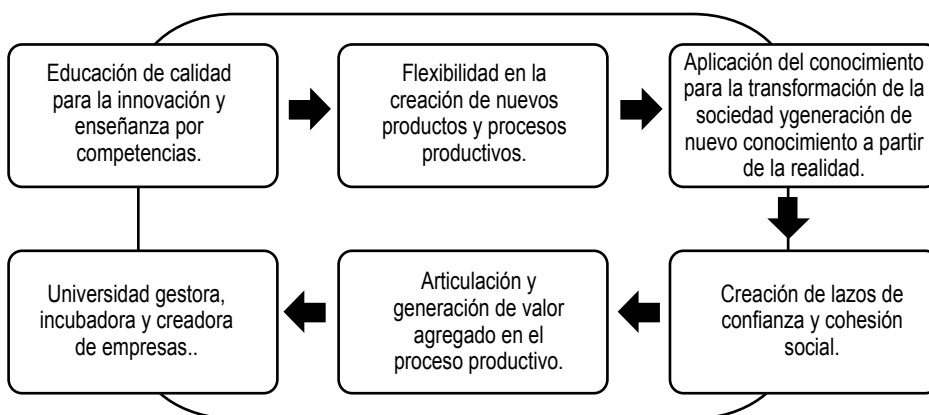 Educación de calidad
para la innovación y
enseñanza por
competencias.
Flexibilidad en la
creación de nuevos
productos y procesos
productivos.
Aplicación del conocimiento
para la transformación de la
sociedad ygeneración de
nuevo conocimiento a partir
de la realidad.
Creación de lazos de
confianza y cohesión
social.
Articulación y
generación de valor
agregado en el
proceso productivo.
Universidad gestora,
incubadora y creadora
de empresas..